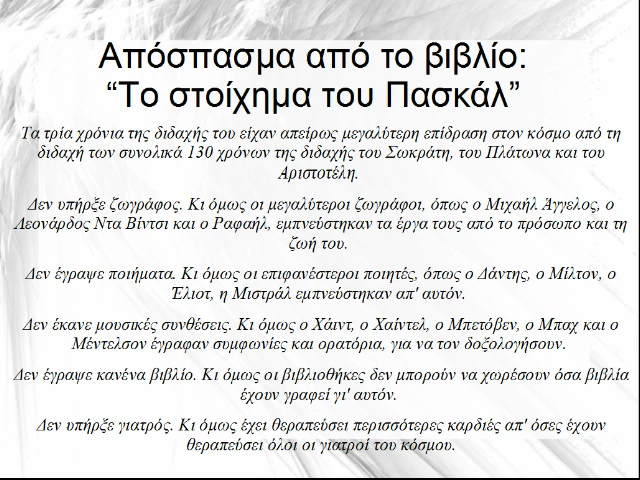 Απόσπασμα από το βιβλίο:
“Το στοίχημα του Πασκάλ”
Τα τρία χρόνια της διδαχής του είχαν απείρως μεγαλύτερη επίδραση στον κόσμο από τη
διδαχή των συνολικά 130 χρόνων της διδαχής του Σωκράτη, του Πλάτωνα και του
Αριστοτέλη.
Δεν υπήρξε ζωγράφος. Κι όμως οι μεγαλύτεροι ζωγράφοι, όπως ο Μιχαήλ Άγγελος, ο
Λεονάρδος Ντα Βίντσι και ο Ραφαήλ, εμπνεύστηκαν τα έργα τους από το πρόσωπο και τη
ζωή του.
Δεν έγραψε ποιήματα. Κι όμως οι επιφανέστεροι ποιητές, όπως ο Δάντης, ο Μίλτον, ο
Έλιοτ, η Μιστράλ εμπνεύστηκαν απ' αυτόν.
Δεν έκανε μουσικές συνθέσεις. Κι όμως ο Χάιντ, ο Χαίντελ, ο Μπετόβεν, ο Μπαχ και ο
Μέντελσον έγραφαν συμφωνίες και ορατόρια, για να τον δοξολογήσουν.
Δεν έγραψε κανένα βιβλίο. Κι όμως οι βιβλιοθήκες δεν μπορούν να χωρέσουν όσα βιβλία
έχουν γραφεί γι' αυτόν.
Δεν υπήρξε γιατρός. Κι όμως έχει θεραπεύσει περισσότερες καρδιές απ' όσες έχουν
θεραπεύσει όλοι οι γιατροί του κόσμου.